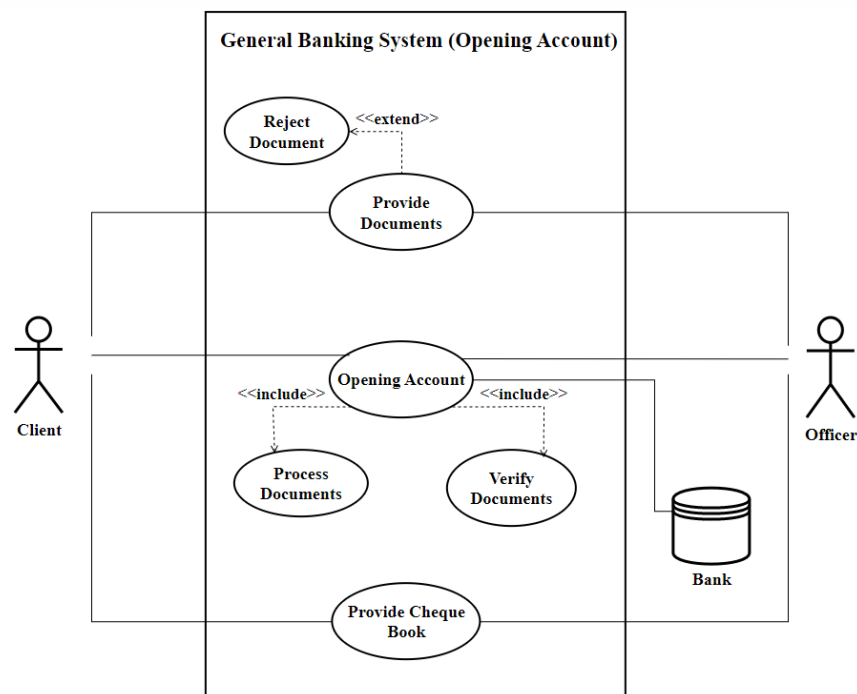 General Banking System (Opening Account)
<<extend>>
Reject
Document
Provide
Documents
Opening Account
<<include>>
<<include>>
Client
Officer
Process
Documents
Verify
Documents
Bank
Provide Cheque
Book